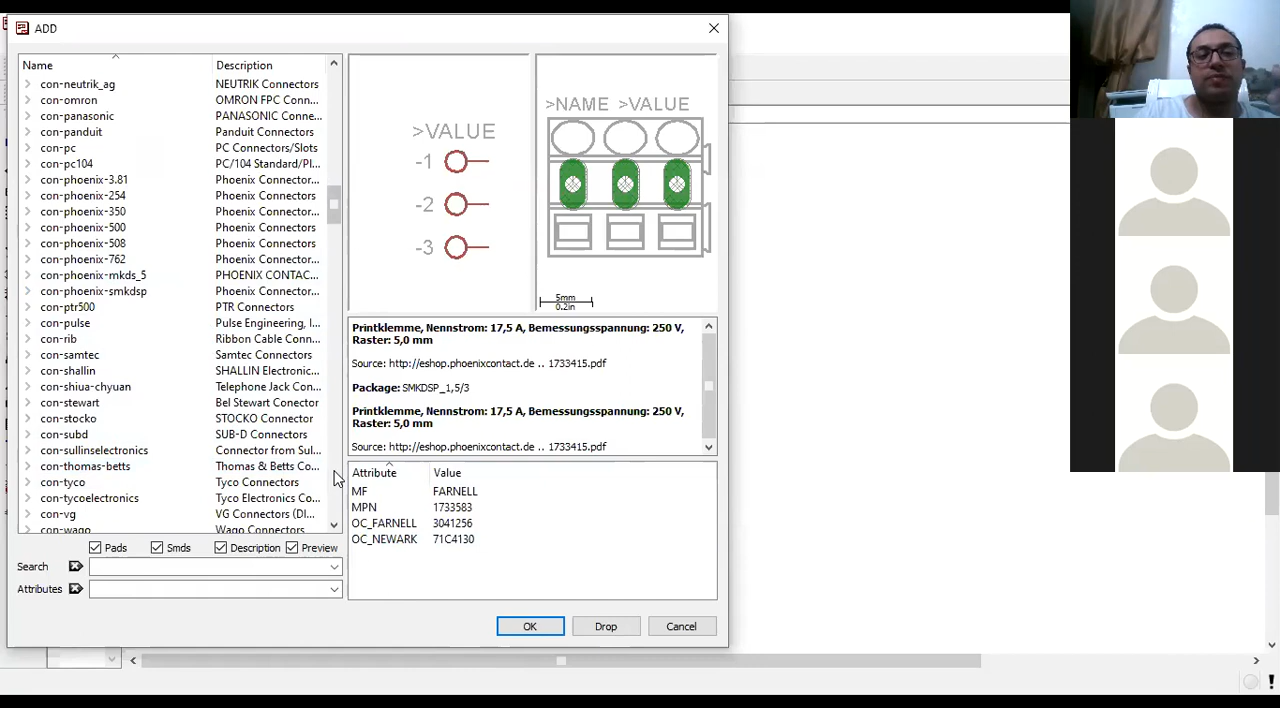 ADD
Name Description
con-neutrik_ag NEUTRIK Connectors
con-omron OMRON FPC Conn...
con-panasonic PANASONIC Conne...
con-panduit Panduit Connectors
con-pc PC Connectors/Slots
con-pc104 PC/104 Standard/Pl...
con-phoenix-3.81 Phoenix Connector...
con-phoenix-254 Phoenix Connectors
con-phoenix-350 Phoenix Connector...
con-phoenix-500 Phoenix Connectors
con-phoenix-508 Phoenix Connector...
con-phoenix-762 Phoenix Connectors
con-phoenix-mkds_5 PHOENIX CONTAC...
con-phoenix-smkdsp Phoenix Connector...
con-ptr500 PTR Connectors
con-pulse Pulse Engineering, I...
con-rib Ribbon Cable Conn...
con-samtec Samtec Connectors
con-shallin SHALLIN Electronic...
con-shiua-chyuan Telephone Jack Con...
con-stewart Bel Stewart Conector
con-stocko STOCKO Connector
con-subd SUB-D Connectors
con-sullinselectronics Connector from Sul...
con-thomas-betts Thomas & Betts Co...
con-tyco Tyco Connectors
con-tycoelectronics Tyco Electronics Co...
con-vg VG Connectors (DI...
con-wago Wago Connectors
Pads Smds Description Preview
Search
Attributes
>VALUE
-1
-2
-3
>NAME >VALUE
5mm
0.2in
Printklemme, Nennstrom: 17,5 A, Bemessungsspannung: 250 V,
Raster: 5,0 mm
Source: http://eshop.phoenixcontact.de .. 1733415.pdf
Package: SMKDSP_1,5/3
Printklemme, Nennstrom: 17,5 A, Bemessungsspannung: 250 V,
Raster: 5,0 mm
Source: http://eshop.phoenixcontact.de .. 1733415.pdf
Attribute Value
MF FARNELL
MPN 1733583
OC_FARNELL 3041256
OC_NEWARK 71C4130
OK Drop Cancel